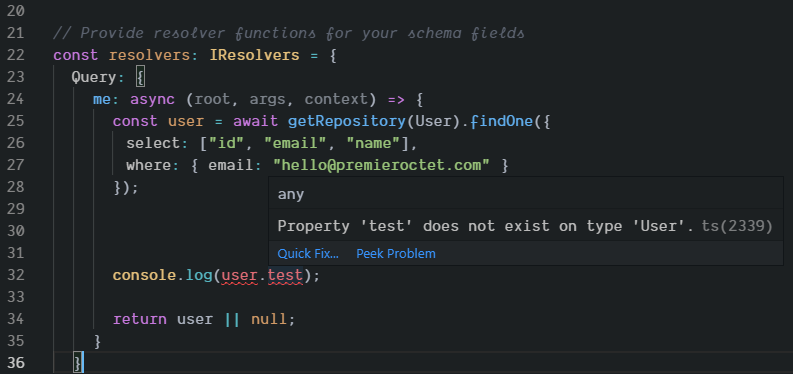 20
21 // Provide resolver functions for your schema fields
22 const resolvers: IResolvers = {
23 Query: {
24 me: async (root, args, context) => {
25 const user = await getRepository(User).findOne({
26 select: ["id", "email", "name"],
27 where: { email: "hello@premieroctet.com" }
28 });
any
29
Property 'test' does not exist on type 'User'. ts(2339)
30
31
Quick Fix... Peek Problem
32 console.log(user.test);
33
34 return user || null;
35 }
36 }